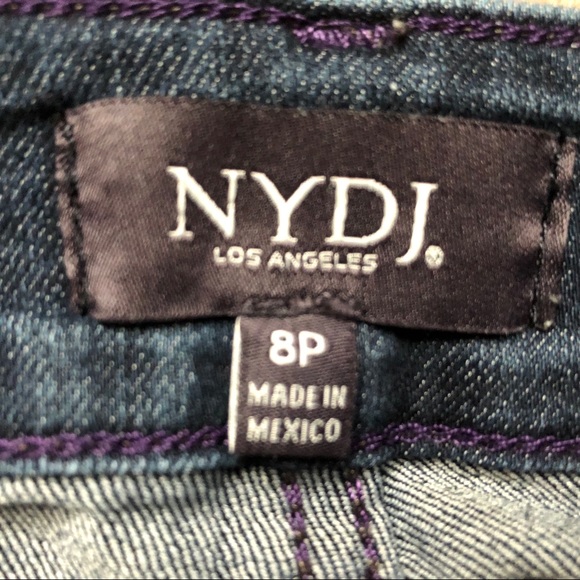 NYDJ®
LOS ANGELES
8P
MADE IN
MEXICO